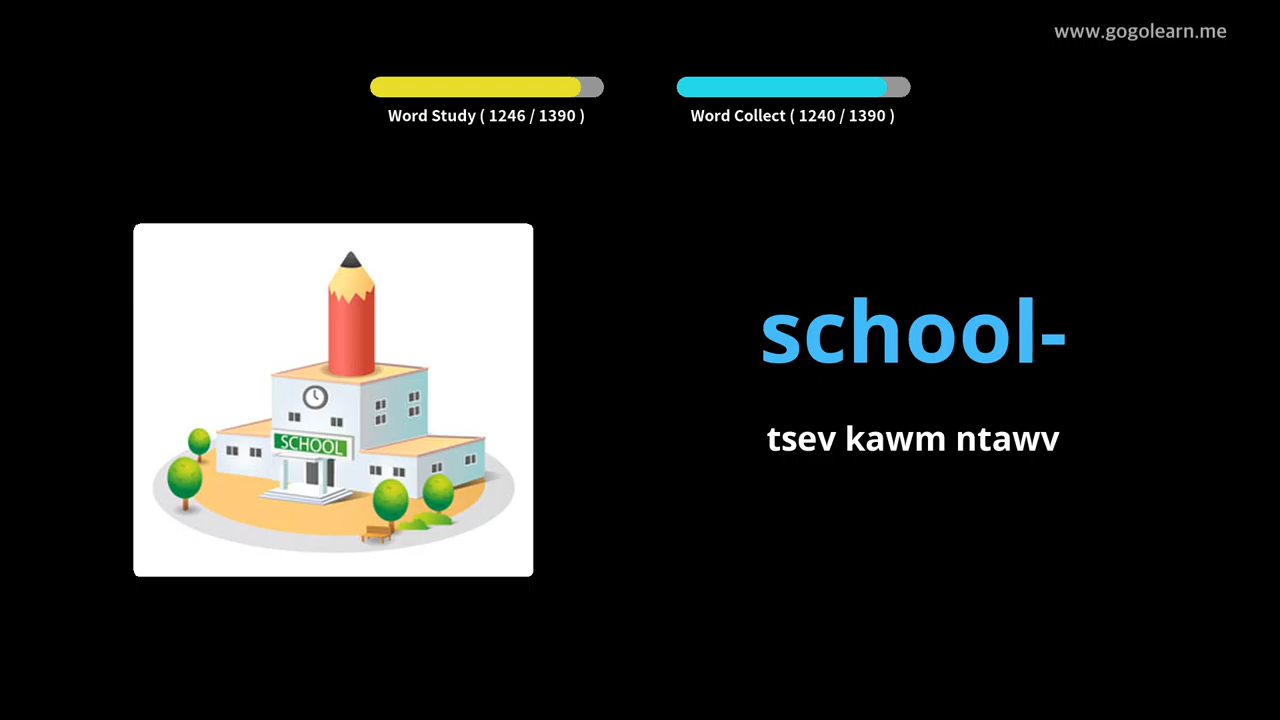 www.gogolearn.me
Word Study ( 1246 / 1390 )
Word Collect ( 1240 / 1390 )
SCHOOL
school-
tsev kawm ntawv